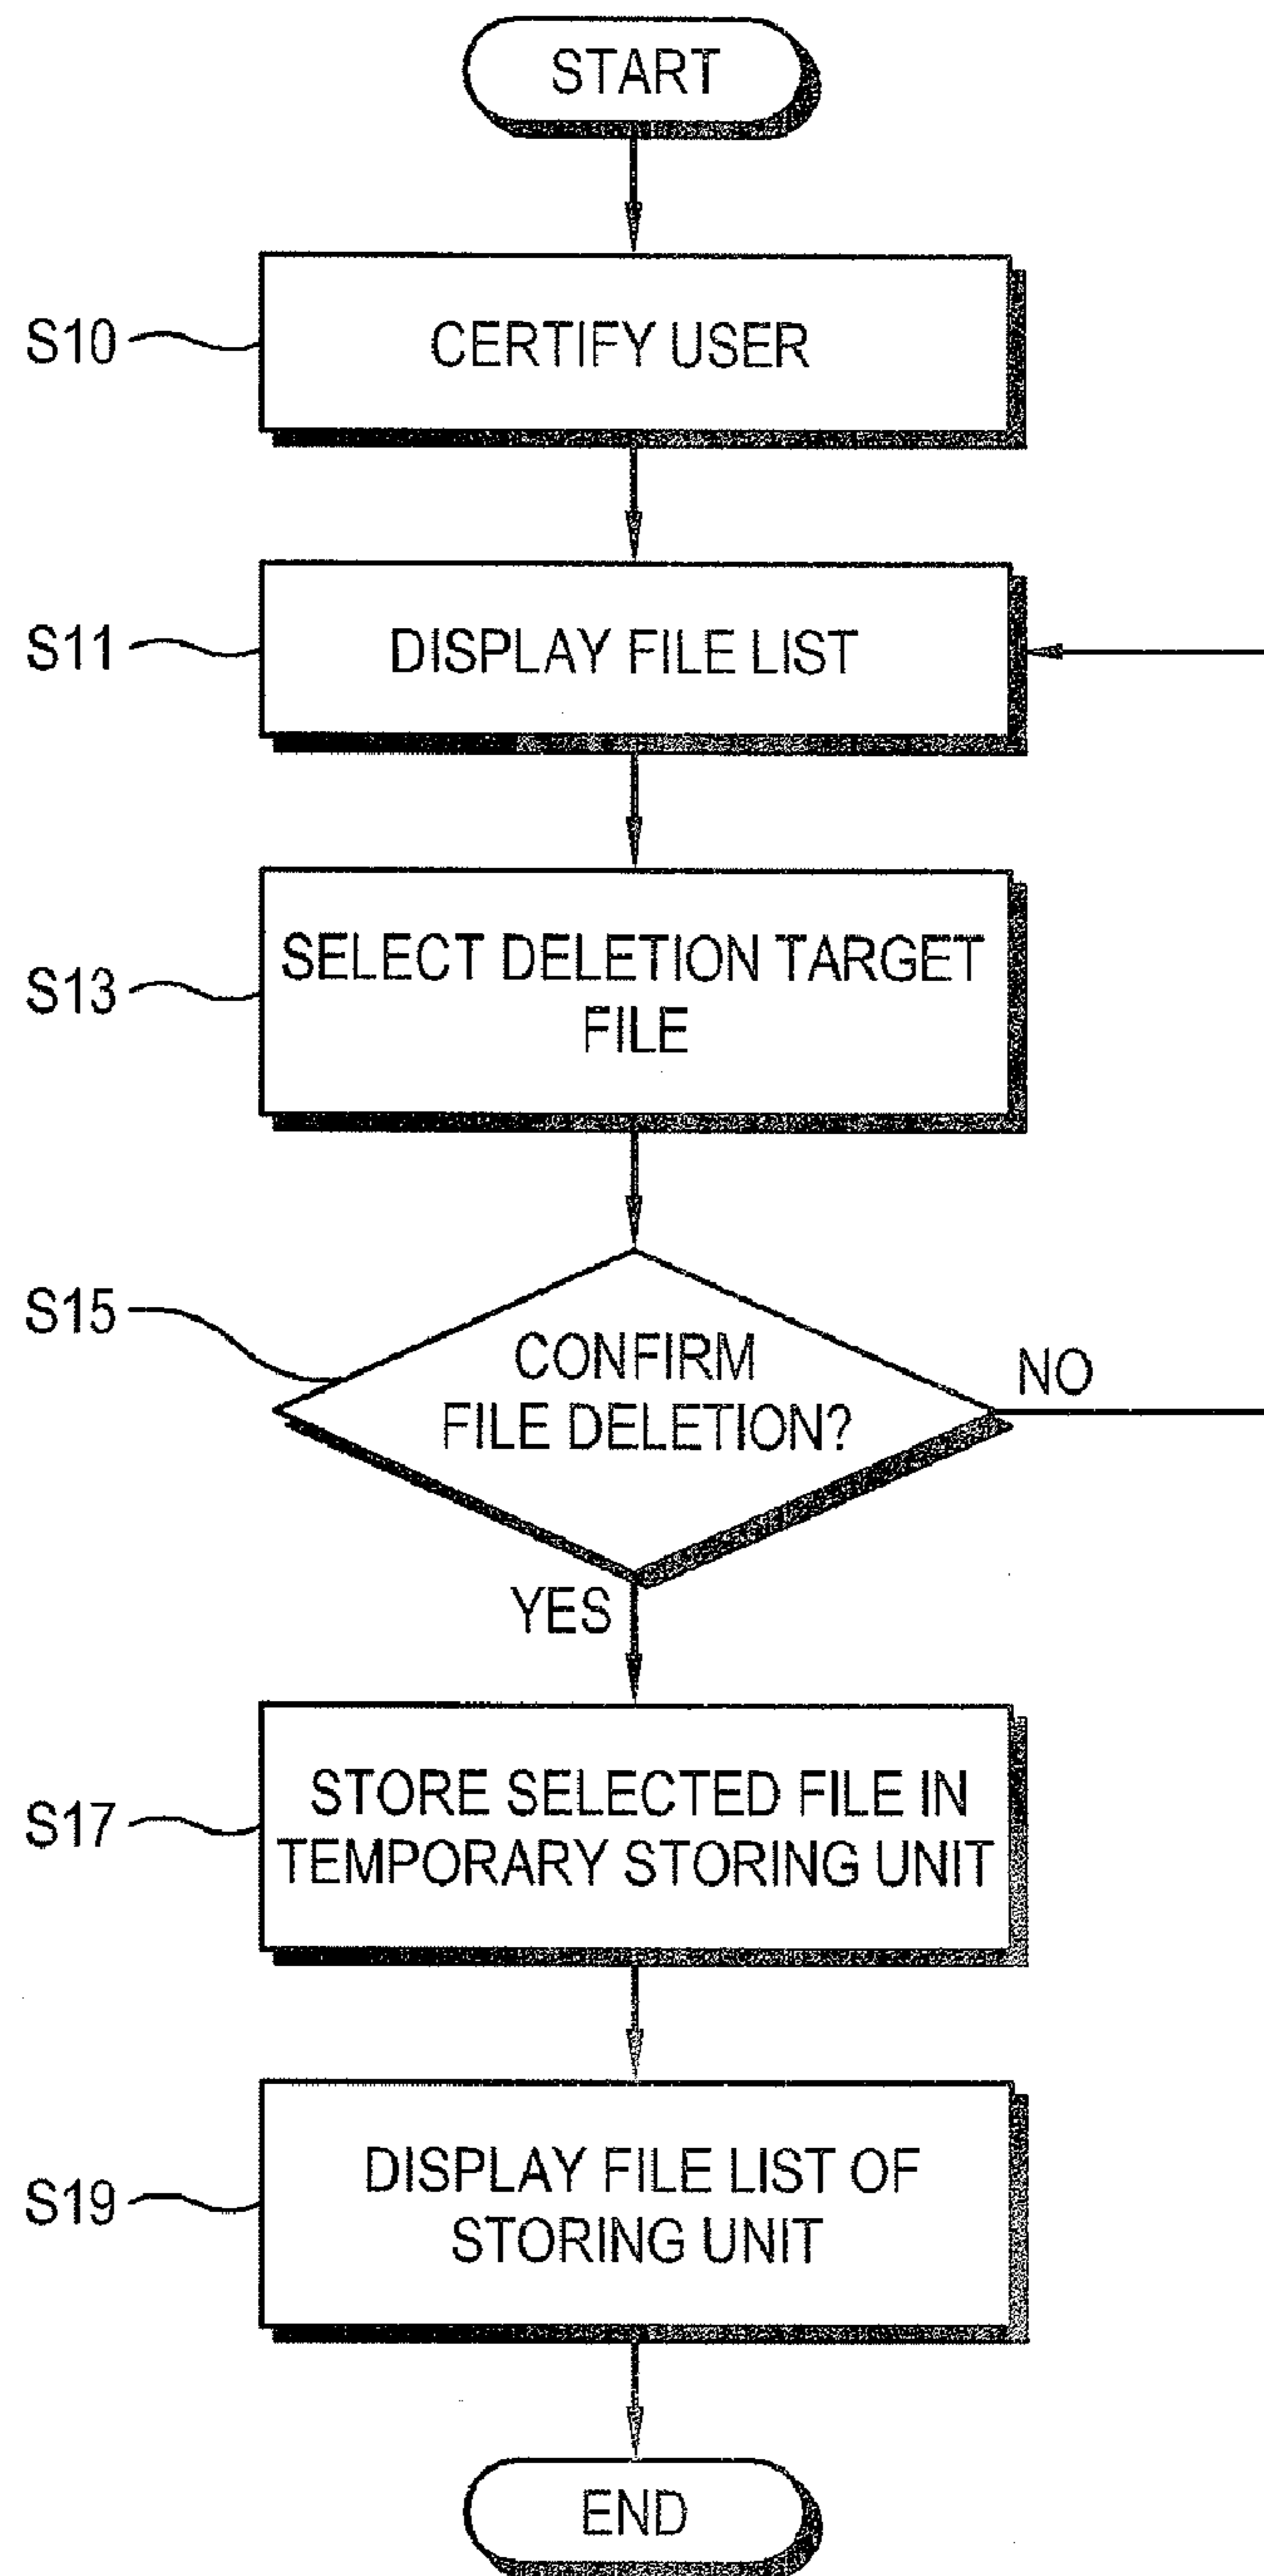 START
S10
CERTIFY USER
S11
DISPLAY FILE LIST
S13
SELECT DELETION TARGET
FILE
S15
CONFIRM
FILE DELETION?
NO
YES
S17
STORE SELECTED FILE IN
TEMPORARY STORING UNIT
S19
DISPLAY FILE LIST OF
STORING UNIT
END